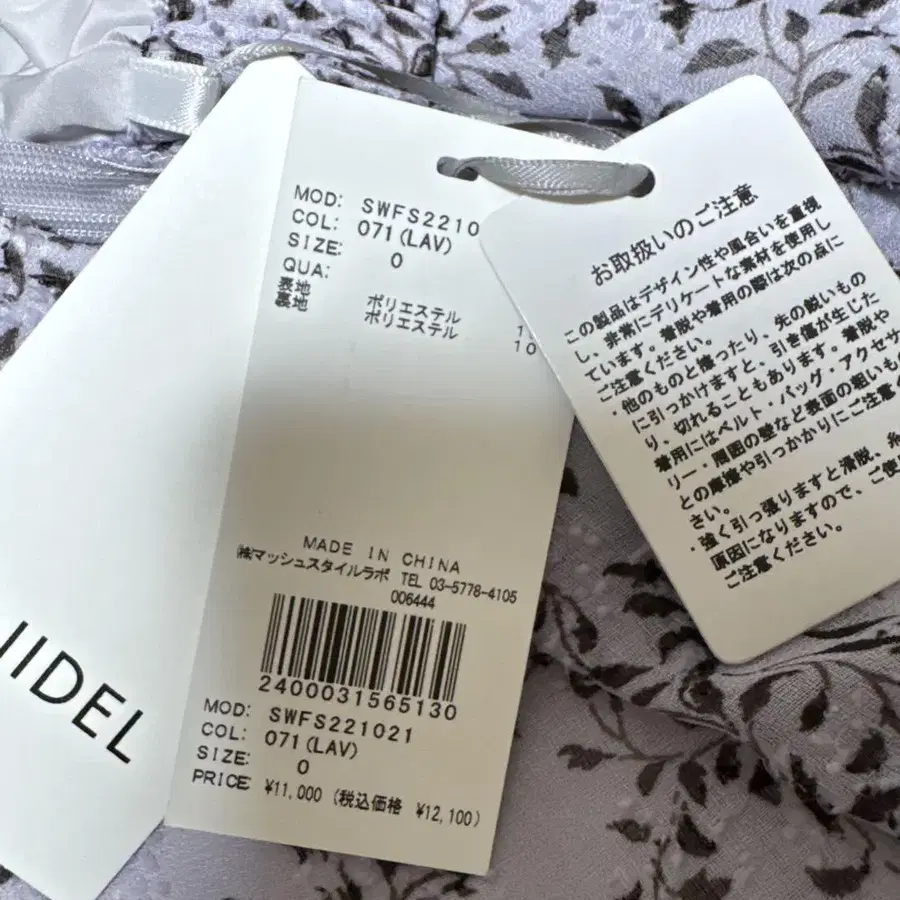 IIDEL
MOD: SWFS2210
COL: 071(LAV)
SIZE: 0
QUA:
表地 ポリエステル 1
裏地 ポリエステル 10
MADE IN CHINA
㈱マッシュスタイルラボ TEL 03-5778-4105
006444
2400031565130
MOD: SWFS221021
COL: 071(LAV)
SIZE: 0
PRICE: ¥11,000 (税込価格 ¥12,100)
お取扱いのご注意
この製品はデザイン性や風合いを重視
し、非常にデリケートな素材を使用し
ています。着脱や着用の際は次の点に
ご注意ください。
・他のものと擦ったり、先の鋭いもの
に引っかけますと、引き傷が生じた
り、切れることもあります。着脱や
着用にはベルト・バッグ・アクセサ
リー・周囲の壁など表面の粗いもの
との摩擦や引っかかりにご注意く
さい。
・強く引っ張りますと滑脱、糸
原因になりますので、ご使
ご注意ください。